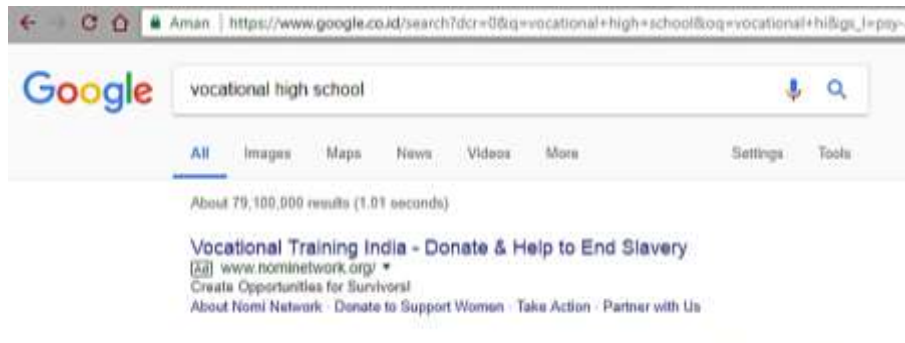 Aman | https://www.google.co.id/search?dcr=0&q=vocational+high+school&oq=vocational+hi&gs_l=psy-
Google vocational high school
All Images Maps News Videos More Settings Tools
About 79,100,000 results (1.01 seconds)
Vocational Training India - Donate & Help to End Slavery
Ad www.nominetwork.org/
Create Opportunities for Survivors!
About Nomi Network · Donate to Support Women · Take Action · Partner with Us